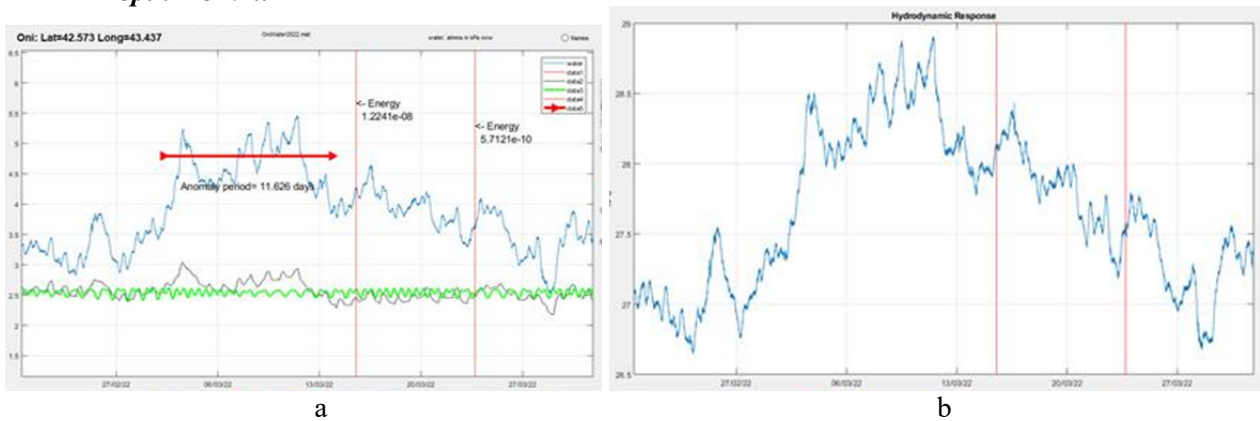 Oni: Lat=42.573 Long=43.437
OniWater2022.mat
water, atmos in kPa now
Names
6.5
6
5.5
5
4.5
4
3.5
3
2.5
2
1.5
27/02/22
06/03/22
13/03/22
20/03/22
27/03/22
water
data1
data2
data3
data4
data5
<- Energy
1.2241e-08
<- Energy
5.7121e-10
Anomaly period= 11.626 days
a
Hydrodynamic Response
29
28.5
28
27.5
27
26.5
27/02/22
06/03/22
13/03/22
20/03/22
27/03/22
b